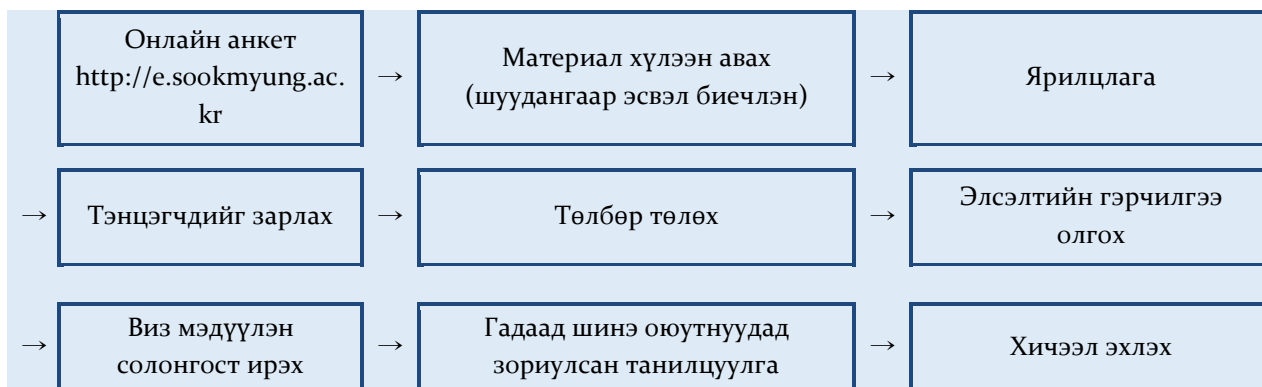 Онлайн анкет
http://e.sookmyung.ac.
kr
→
Материал хүлээн авах
(шуудангаар эсвэл биечлэн)
→
Ярилцлага
→
Тэнцэгчдийг зарлах
→
Төлбөр төлөх
→
Элсэлтийн гэрчилгээ
олгох
→
Виз мэдүүлэн
солонгост ирэх
→
Гадаад шинэ оюутнуудад
зориулсан танилцуулга
→
Хичээл эхлэх